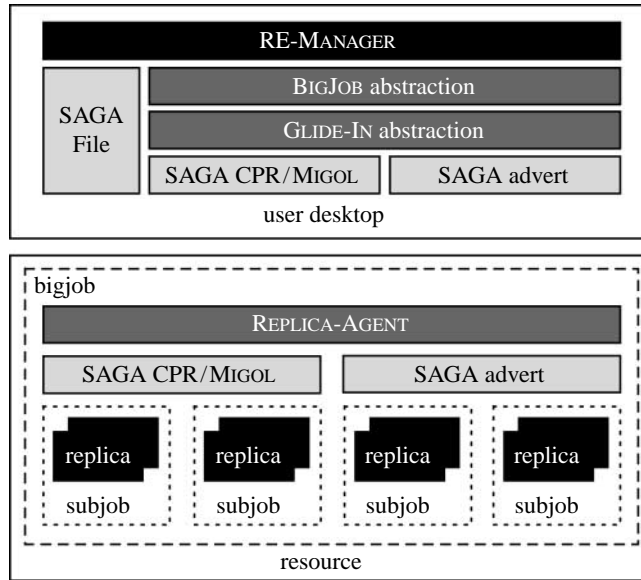 RE-MANAGER
SAGA
File
BIGJOB abstraction
GLIDE-IN abstraction
SAGA CPR/MIGOL
SAGA advert
user desktop
bigjob
REPLICA-AGENT
SAGA CPR/MIGOL
SAGA advert
replica
replica
replica
replica
subjob
subjob
subjob
subjob
resource